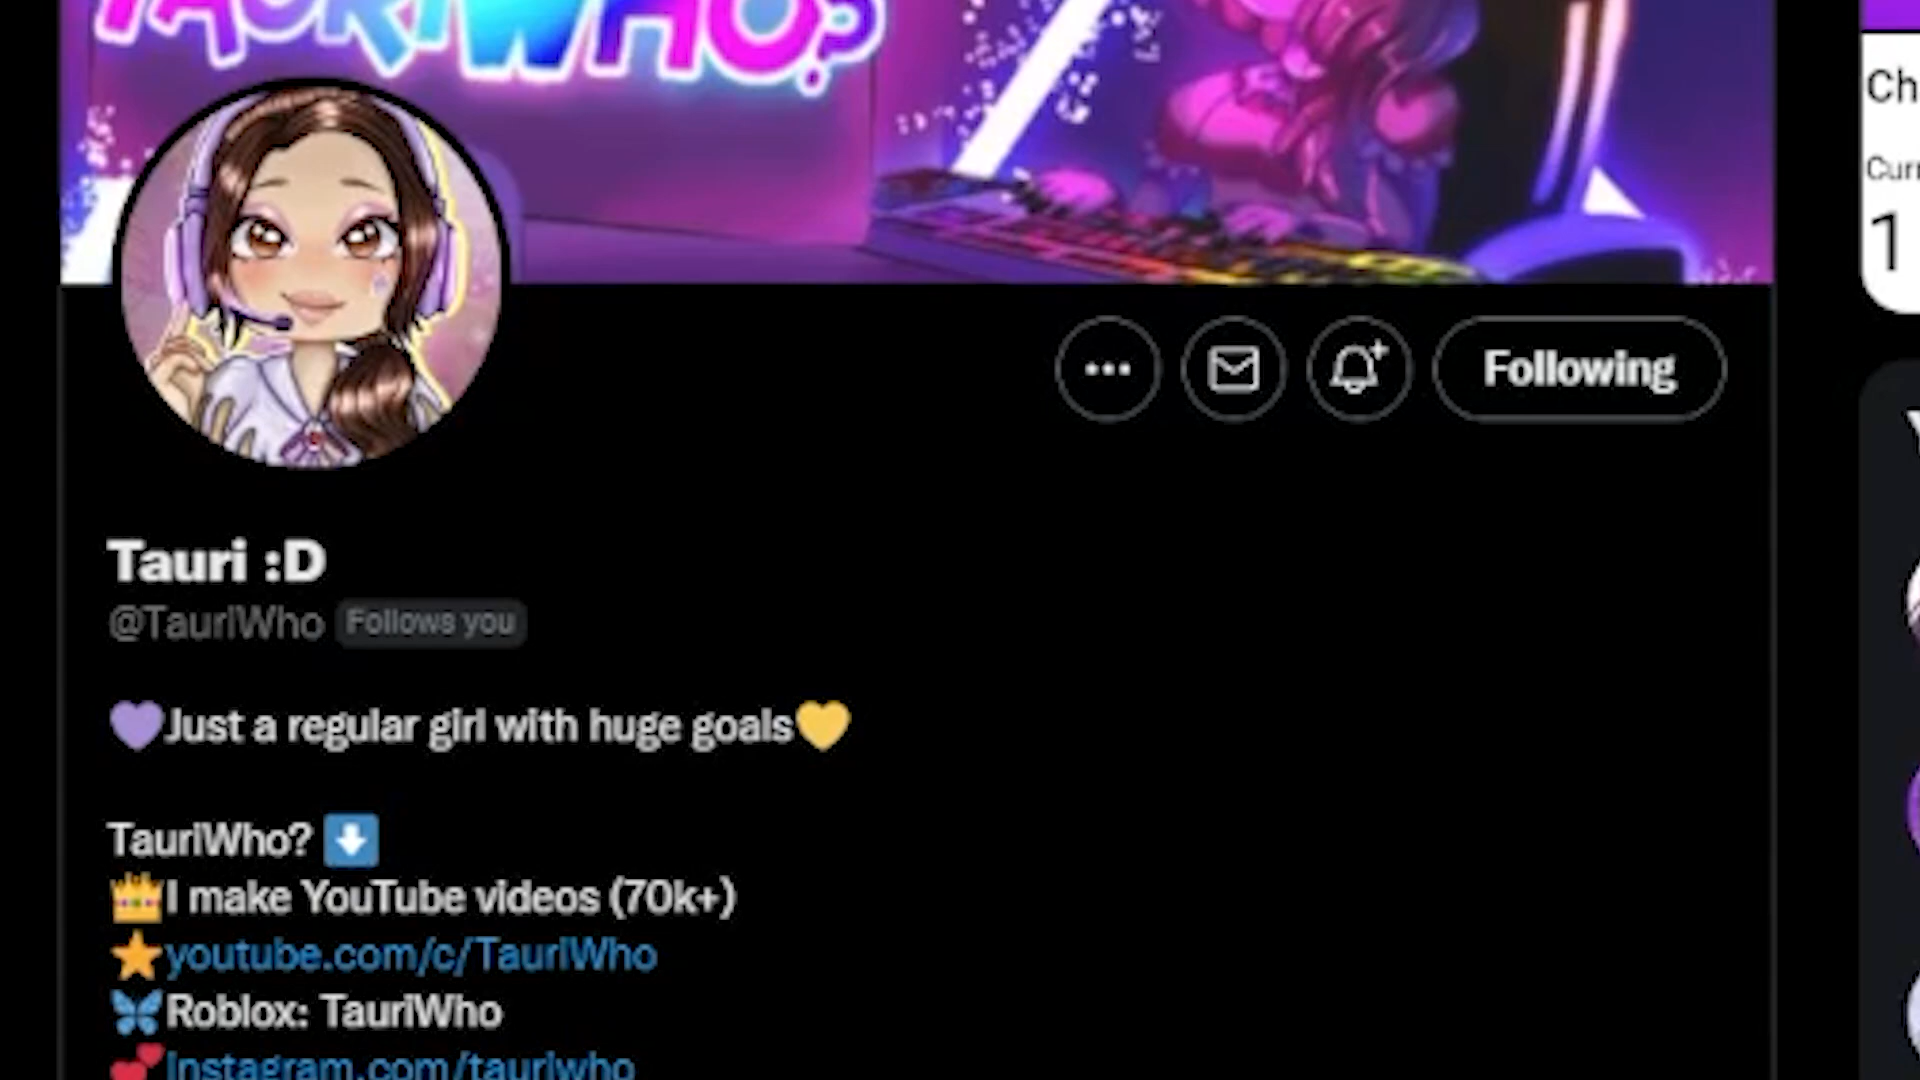 TAURIWHO?
Ch
Curr
1
Following
Tauri :D
@TauriWho Follows you
💜Just a regular girl with huge goals💛
TauriWho? ⬇️
👑I make YouTube videos (70k+)
⭐youtube.com/c/TauriWho
🦋Roblox: TauriWho
💕instagram.com/tauriwho